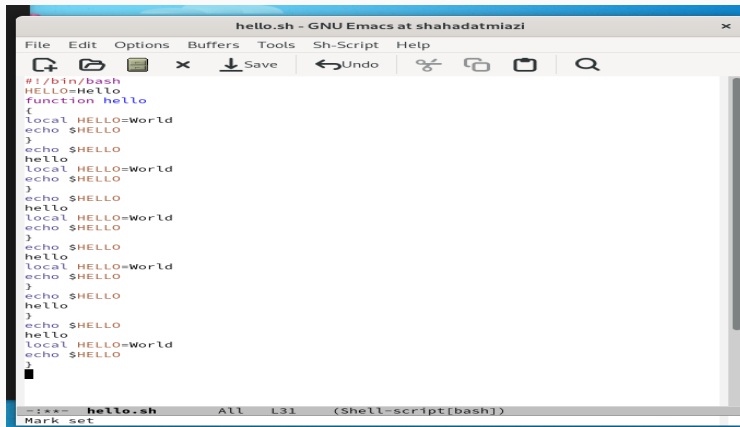 hello.sh - GNU Emacs at shahadatmiazi
File Edit Options Buffers Tools Sh-Script Help
Save Undo
#!/bin/bash
HELLO=Hello
function hello
{
local HELLO=World
echo $HELLO
}
echo $HELLO
hello
local HELLO=World
echo $HELLO
}
echo $HELLO
hello
local HELLO=World
echo $HELLO
}
echo $HELLO
hello
local HELLO=World
echo $HELLO
}
echo $HELLO
hello
}
echo $HELLO
hello
local HELLO=World
echo $HELLO
}
-:**- hello.sh All L31 (Shell-script[bash])
Mark set